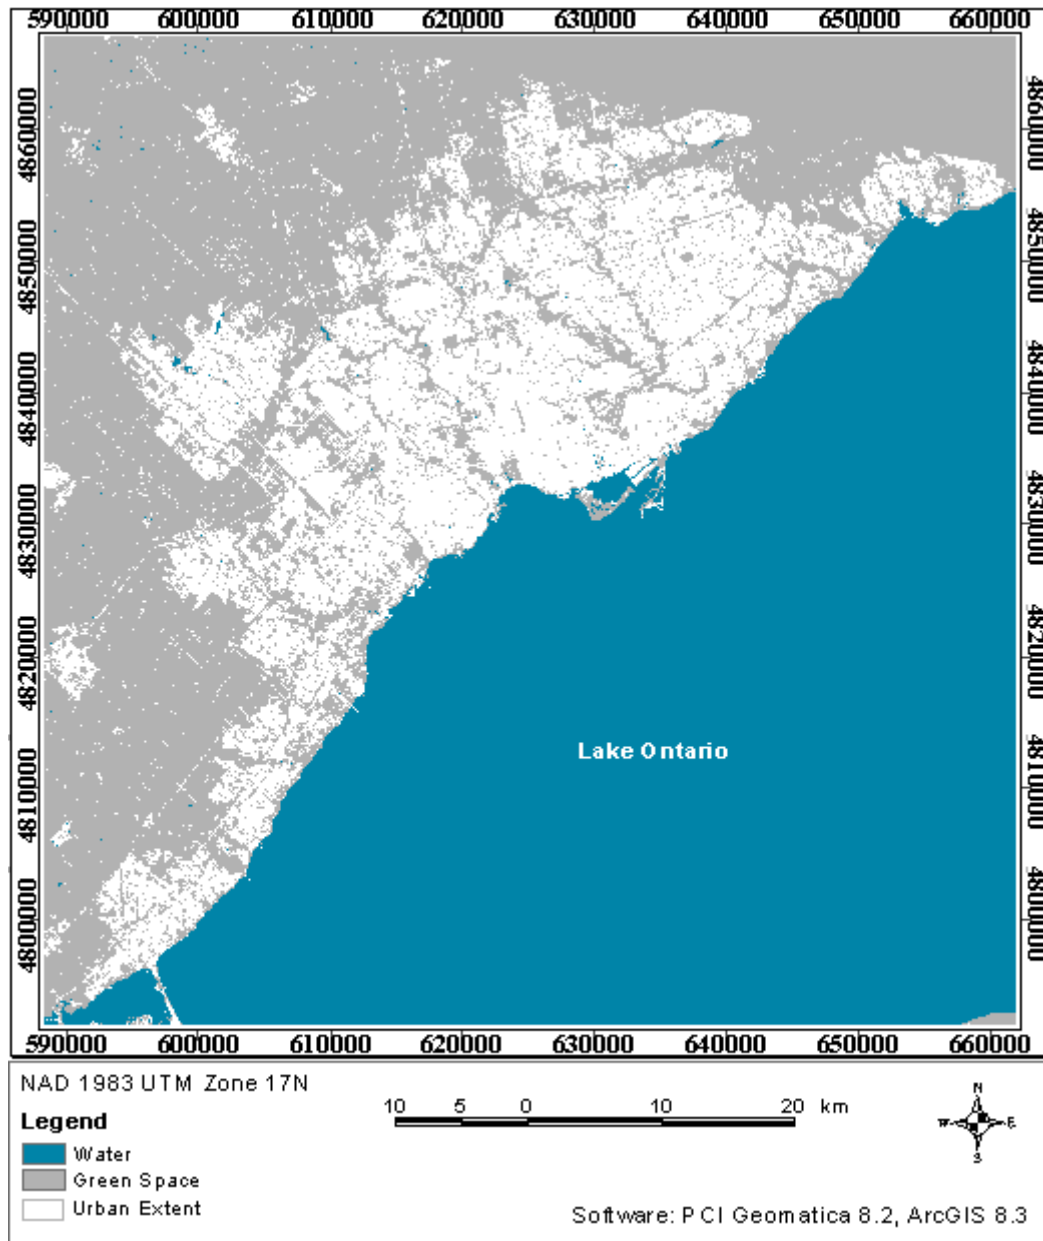 590000 600000 610000 620000 630000 640000 650000 660000
4860000 4860000
4850000 4850000
4840000 4840000
4830000 4830000
4820000 4820000
Lake Ontario
4810000 4810000
4800000 4800000
590000 600000 610000 620000 630000 640000 650000 660000
NAD 1983 UTM Zone 17N
10 5 0 10 20 km
Legend
Water
Green Space
Urban Extent
N
W E
S
Software: PCI Geomatica 8.2, ArcGIS 8.3